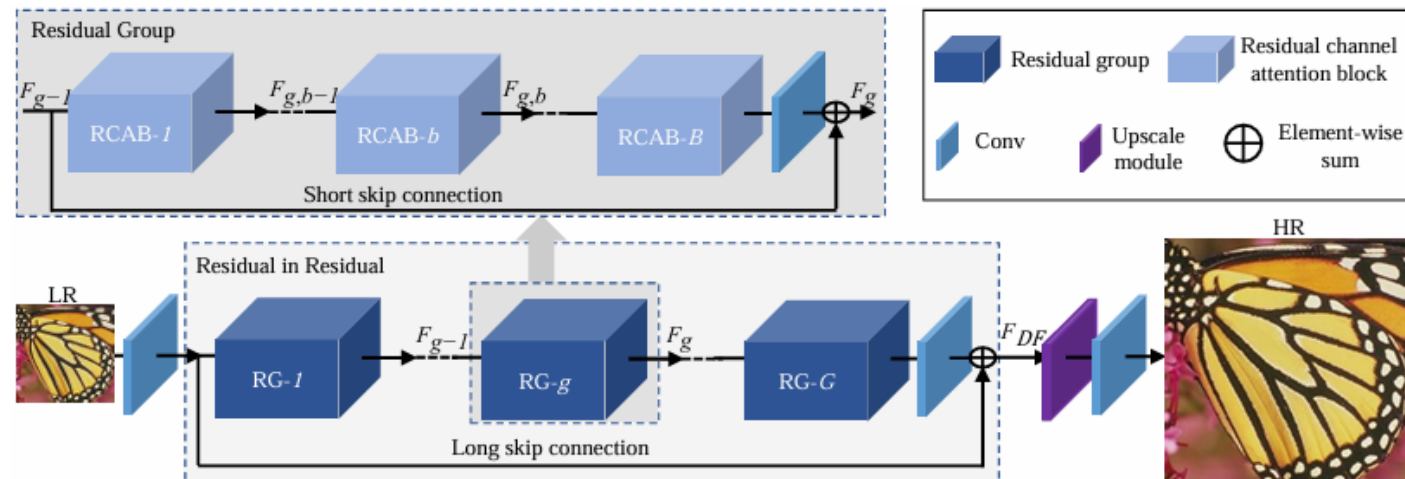 Residual Group
F_{g-1}
RCAB-1
F_{g,b-1}
RCAB-b
F_{g,b}
RCAB-B
F_g
Short skip connection
Residual group
Residual channel
attention block
Conv
Upscale
module
Element-wise
sum
Residual in Residual
LR
RG-1
F_{g-1}
RG-g
F_g
RG-G
F_{DF}
HR
Long skip connection